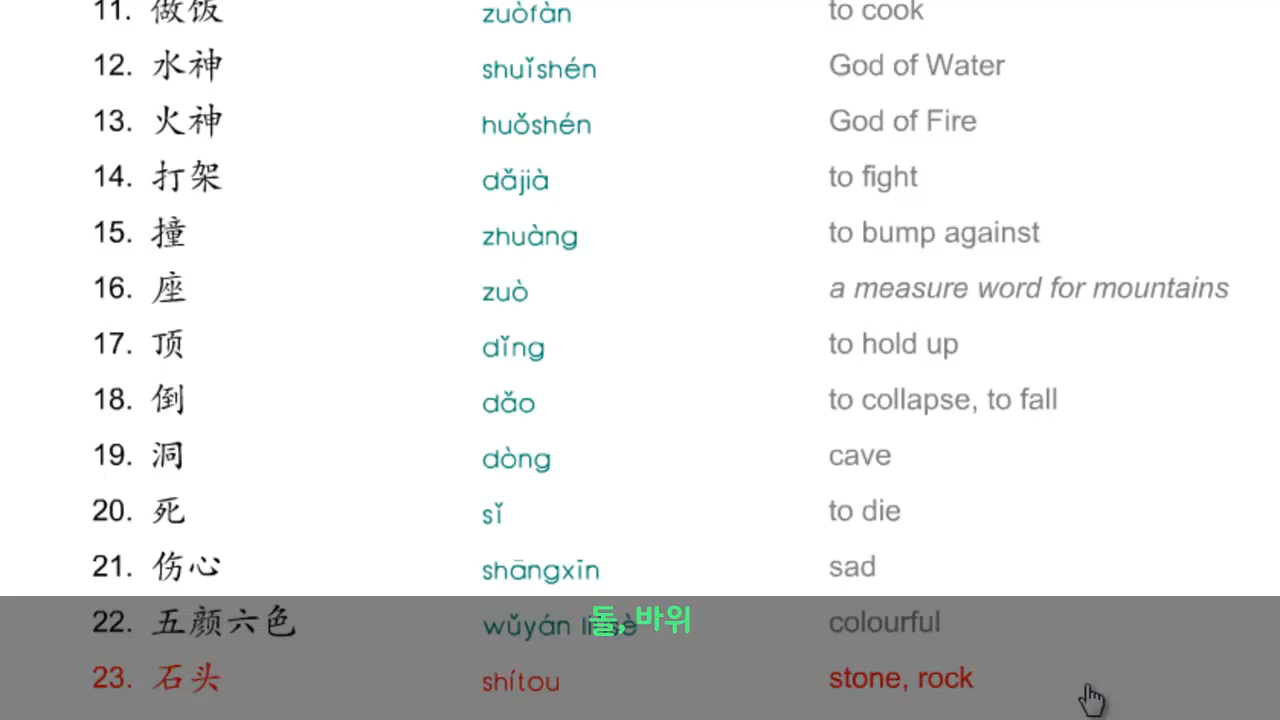 11. 做饭 zuòfàn to cook
12. 水神 shuǐshén God of Water
13. 火神 huǒshén God of Fire
14. 打架 dǎjià to fight
15. 撞 zhuàng to bump against
16. 座 zuò a measure word for mountains
17. 顶 dǐng to hold up
18. 倒 dǎo to collapse, to fall
19. 洞 dòng cave
20. 死 sǐ to die
21. 伤心 shāngxīn sad
22. 五颜六色 wǔyán colourful
돌, 바위
23. 石头 shítou stone, rock